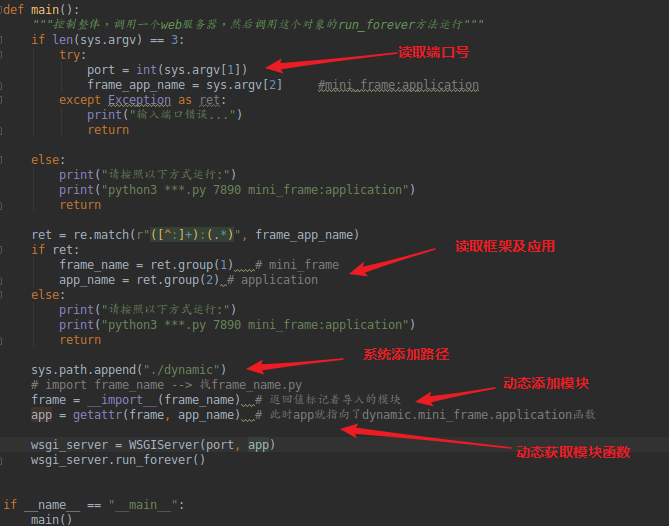 def main():
"""控制整体，调用一个web服务器，然后调用这个对象的run_forever方法运行"""
if len(sys.argv) == 3:
try:
读取端口号
port = int(sys.argv[1])
frame_app_name = sys.argv[2] #mini_frame:application
except Exception as ret:
print("输入端口错误...")
return
else:
print("请按照以下方式运行:")
print("python3 ***.py 7890 mini_frame:application")
return
ret = re.match(r"([^:]+):(.*)", frame_app_name)
if ret:
读取框架及应用
frame_name = ret.group(1) # mini_frame
app_name = ret.group(2) # application
else:
print("请按照以下方式运行:")
print("python3 ***.py 7890 mini_frame:application")
return
系统添加路径
sys.path.append("./dynamic")
# import frame_name --> 找frame_name.py
动态添加模块
frame = __import__(frame_name) # 返回值标记着导入的模块
app = getattr(frame, app_name) # 此时app就指向了dynamic.mini_frame.application函数
wsgi_server = WSGIServer(port, app)
动态获取模块函数
wsgi_server.run_forever()
if __name__ == "__main__":
main()